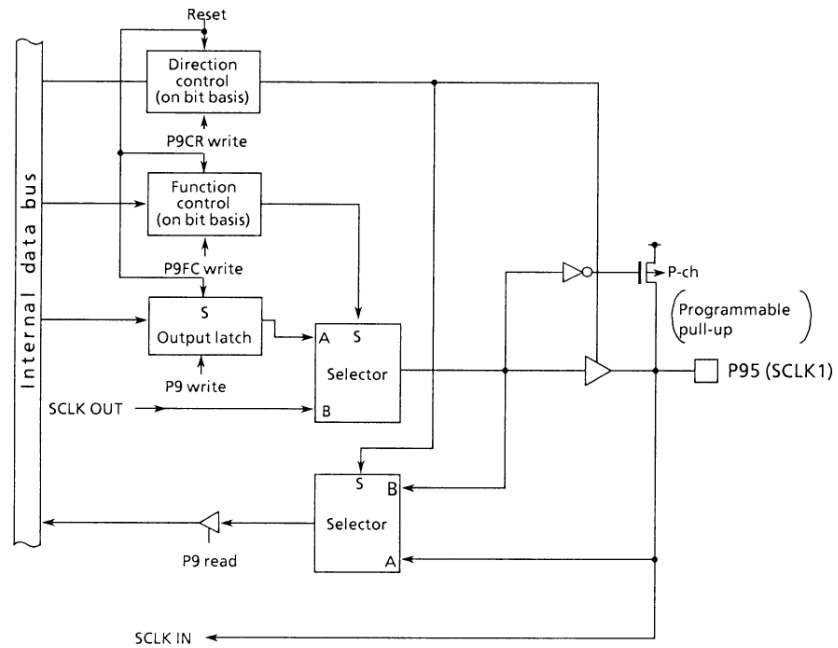 Reset
Direction
control
(on bit basis)
P9CR write
Internal data bus
Function
control
(on bit basis)
P9FC write
P-ch
(Programmable
pull-up)
S
Output latch
A
S
Selector
B
P9 write
P95 (SCLK1)
SCLK OUT
S
B
Selector
A
P9 read
SCLK IN